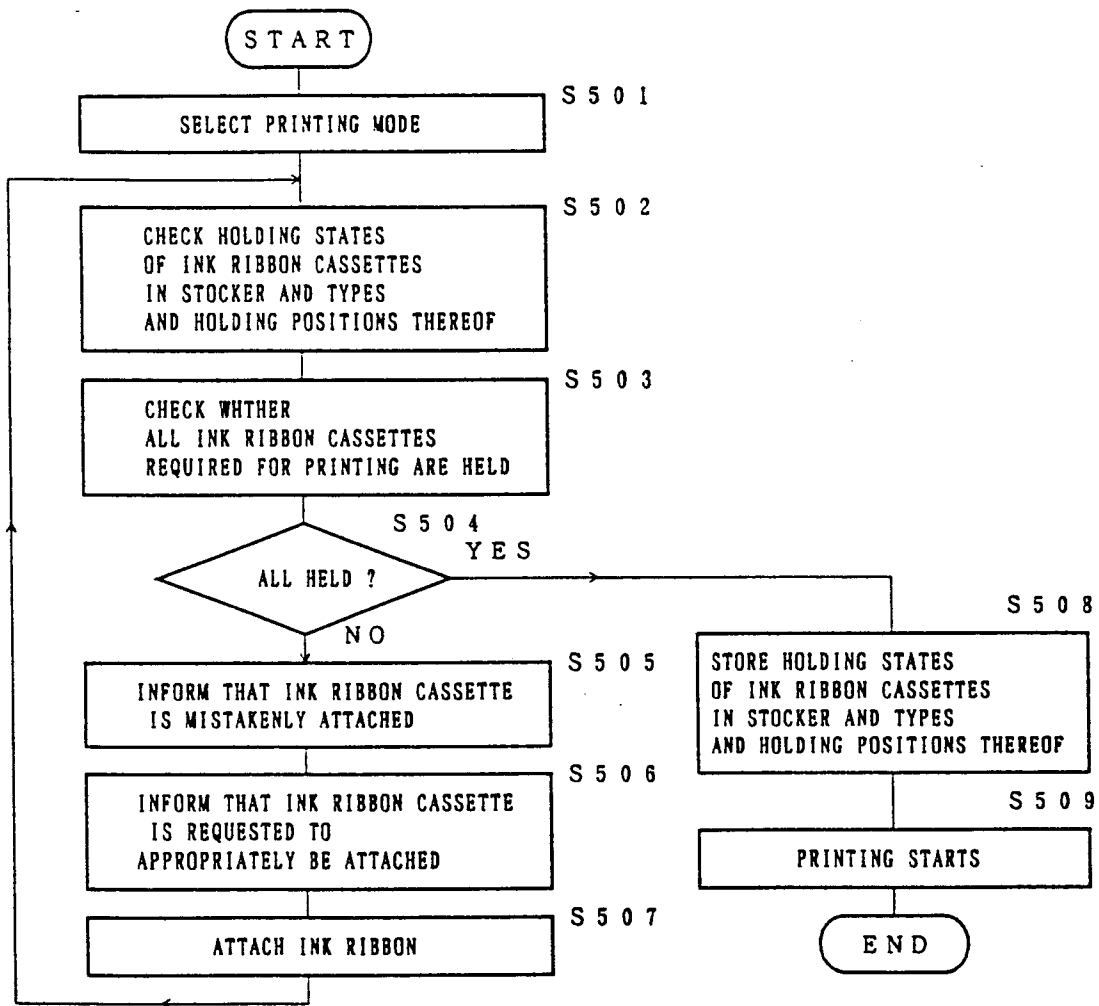 START
S501
SELECT PRINTING MODE
S502
CHECK HOLDING STATES
OF INK RIBBON CASSETTES
IN STOCKER AND TYPES
AND HOLDING POSITIONS THEREOF
S503
CHECK WHTHER
ALL INK RIBBON CASSETTES
REQUIRED FOR PRINTING ARE HELD
S504
ALL HELD ?
YES
NO
S505
INFORM THAT INK RIBBON CASSETTE
IS MISTAKENLY ATTACHED
S506
INFORM THAT INK RIBBON CASSETTE
IS REQUESTED TO
APPROPRIATELY BE ATTACHED
S507
ATTACH INK RIBBON
S508
STORE HOLDING STATES
OF INK RIBBON CASSETTES
IN STOCKER AND TYPES
AND HOLDING POSITIONS THEREOF
S509
PRINTING STARTS
END